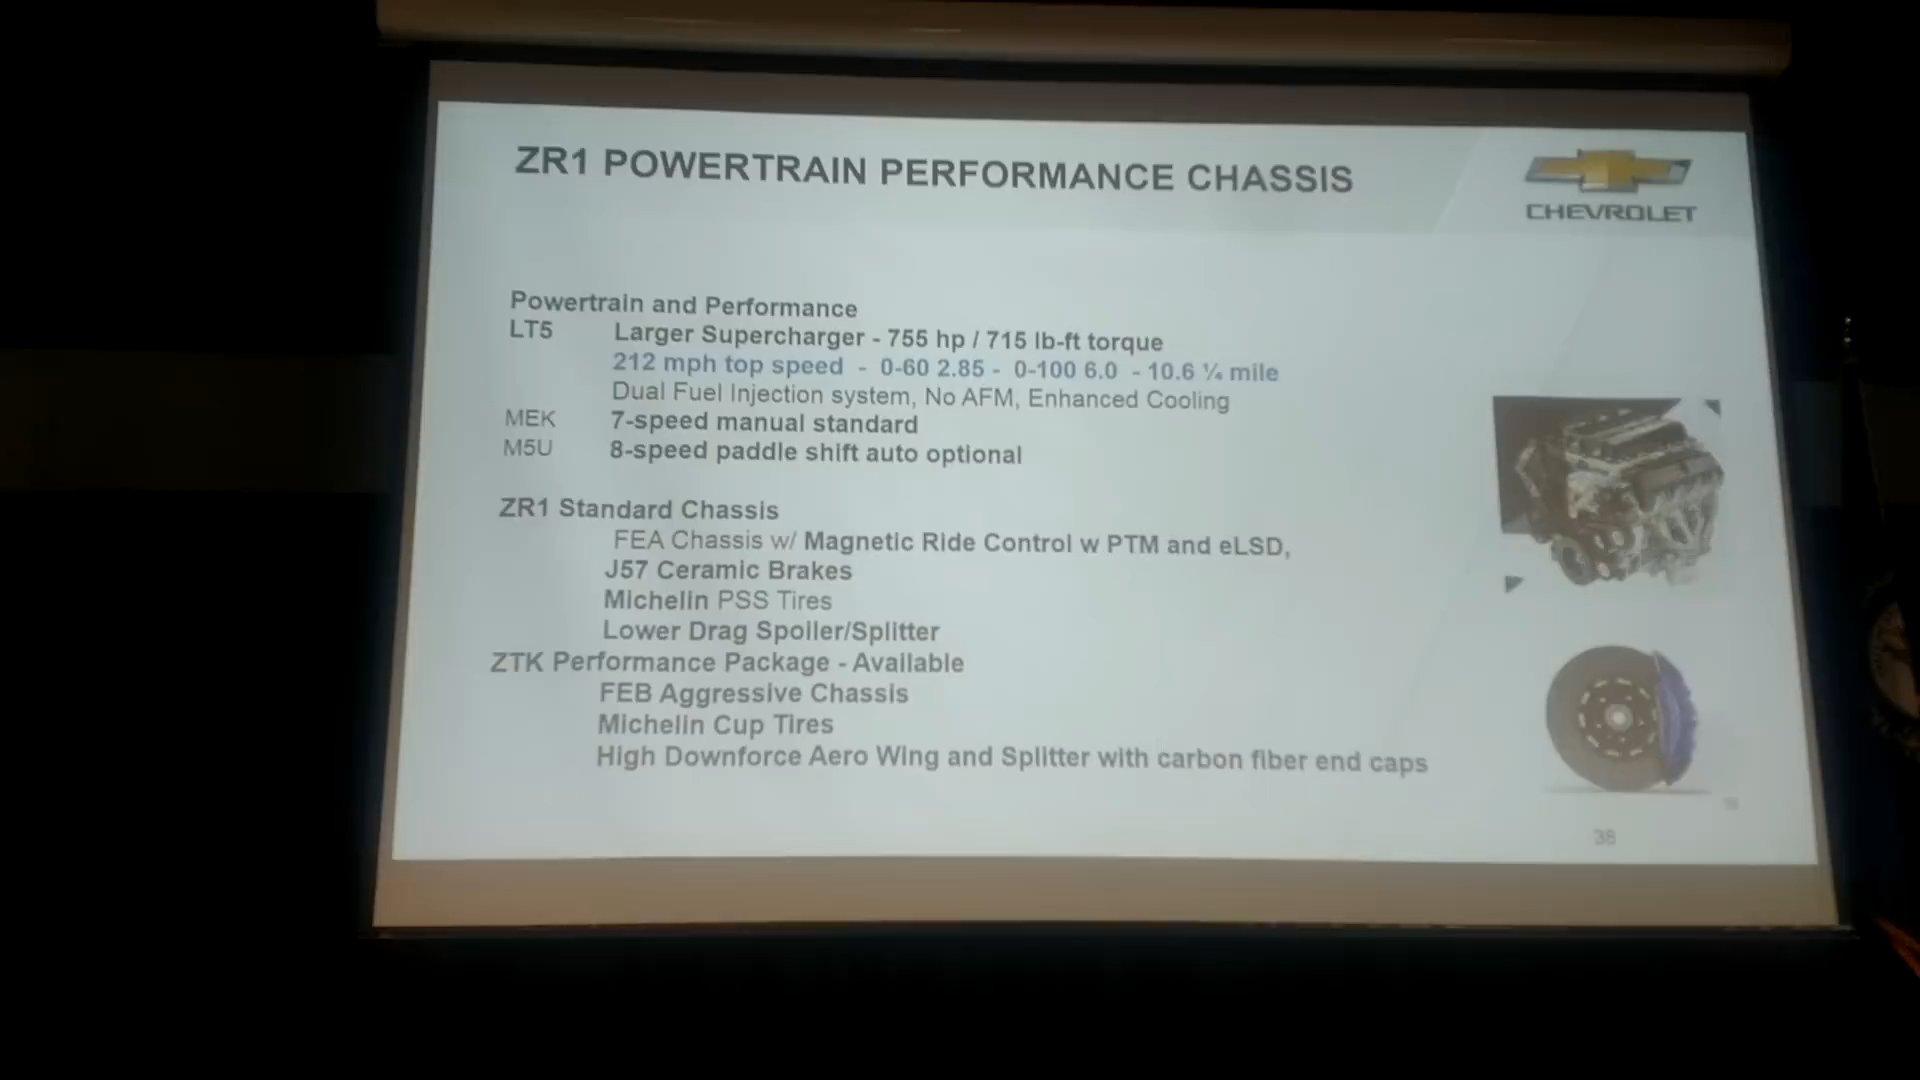 ZR1 POWERTRAIN PERFORMANCE CHASSIS
CHEVROLET
Powertrain and Performance
LT5 Larger Supercharger - 755 hp / 715 lb-ft torque
212 mph top speed - 0-60 2.85 - 0-100 6.0 - 10.6 ¼ mile
Dual Fuel Injection system, No AFM, Enhanced Cooling
MEK 7-speed manual standard
M5U 8-speed paddle shift auto optional
ZR1 Standard Chassis
FEA Chassis w/ Magnetic Ride Control w PTM and eLSD,
J57 Ceramic Brakes
Michelin PSS Tires
Lower Drag Spoiler/Splitter
ZTK Performance Package - Available
FEB Aggressive Chassis
Michelin Cup Tires
High Downforce Aero Wing and Splitter with carbon fiber end caps
38